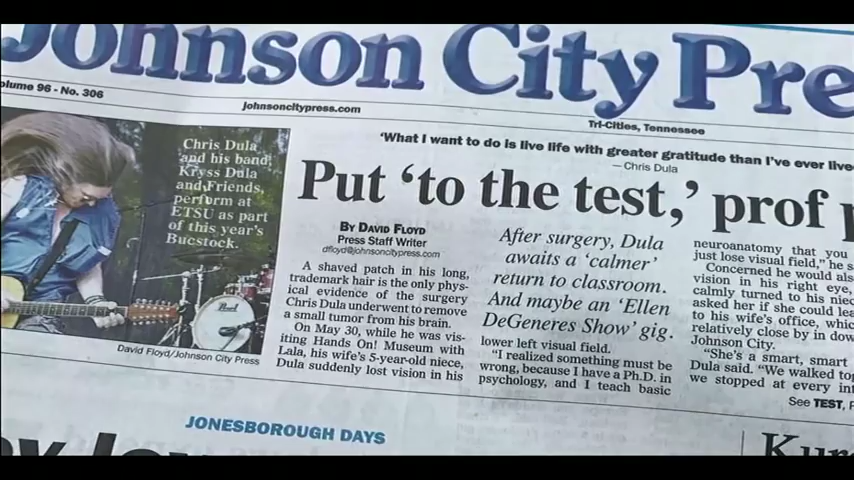 Johnson City Pre
olume 96 - No. 306
johnsoncitypress.com
Tri-Cities, Tennessee
Chris Dula
and his band,
Kryss Dula
and Friends,
perform at
ETSU as part
of this year's
Bucstock.
David Floyd/Johnson City Press
'What I want to do is live life with greater gratitude than I've ever live
— Chris Dula
Put 'to the test,' prof
By David Floyd
Press Staff Writer
dfloyd@johnsoncitypress.com
A shaved patch in his long,
trademark hair is the only phys-
ical evidence of the surgery
Chris Dula underwent to remove
a small tumor from his brain.
On May 30, while he was vis-
iting Hands On! Museum with
Lala, his wife's 5-year-old niece,
Dula suddenly lost vision in his
After surgery, Dula
awaits a 'calmer'
return to classroom.
And maybe an 'Ellen
DeGeneres Show' gig.
lower left visual field.
"I realized something must be
wrong, because I have a Ph.D. in
psychology, and I teach basic
neuroanatomy that you
just lose visual field," he s
Concerned he would als
vision in his right eye,
calmly turned to his niec
asked her if she could lea
to his wife's office, which
relatively close by in dow
Johnson City.
"She's a smart, smart
Dula said. "We walked tog
we stopped at every int
See TEST,
JONESBOROUGH DAYS